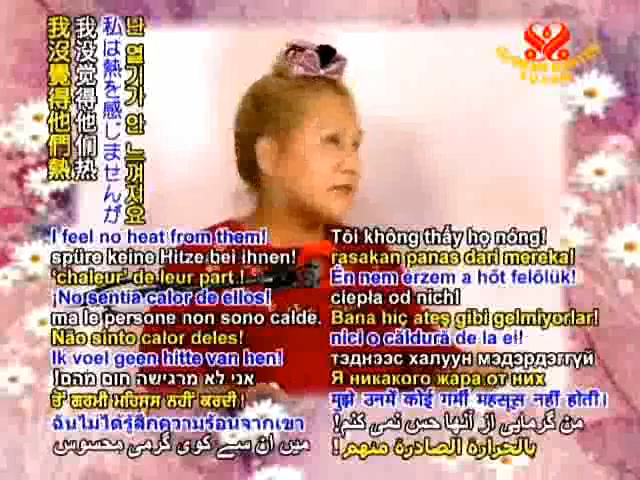 我沒覺得他們熱
我没觉得他们热
私は熱を感じませんが
난 열기가 안 느껴져요
I feel no heat from them!
spüre keine Hitze bei ihnen!
'chaleur' de leur part !
¡No sentía calor de ellos!
ma le persone non sono calde.
Não sinto calor deles!
Ik voel geen hitte van hen!
אני לא מרגישה חום מהם!
ਤੋਂ ਗਰਮੀ ਮਹਿਸੂਸ ਨਹੀਂ ਕਰਦੀ!
ฉันไม่ได้รู้สึกความร้อนจากเขา
میں ان سے کوئی گرمی محسوس
Tôi không thấy họ nóng!
rasakan panas dari mereka!
Én nem érzem a hőt felőlük!
ciepła od nich!
Bana hiç ateş gibi gelmiyorlar!
nici o căldură de la ei!
тэднээс халуун мэдэрдэггүй
Я никакого жара от них
मुझे उनमें कोई गर्मी महसूस नहीं होती।
من گرمایی از آنها حس نمی کنم!
بالحرارة الصادرة منهم!